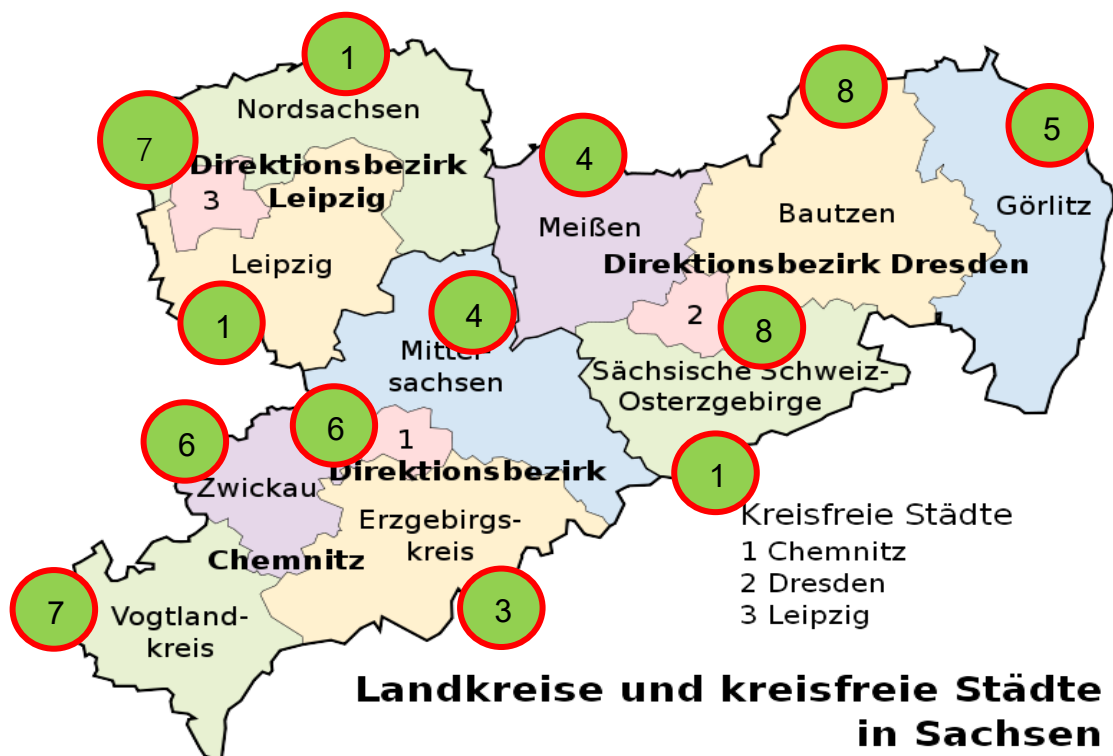 1
8
Nordsachsen
5
7
4
Direktionsbezirk
Leipzig
3
Bautzen
Görlitz
Meißen
Leipzig
Direktionsbezirk Dresden
4
2
1
8
Mittel-
sachsen
Sächsische Schweiz-
Osterzgebirge
6
6
1
Direktionsbezirk
1
Zwickau
Erzgebirgs-
kreis
Chemnitz
7
3
Vogtland-
kreis
Kreisfreie Städte
1 Chemnitz
2 Dresden
3 Leipzig
Landkreise und kreisfreie Städte
in Sachsen